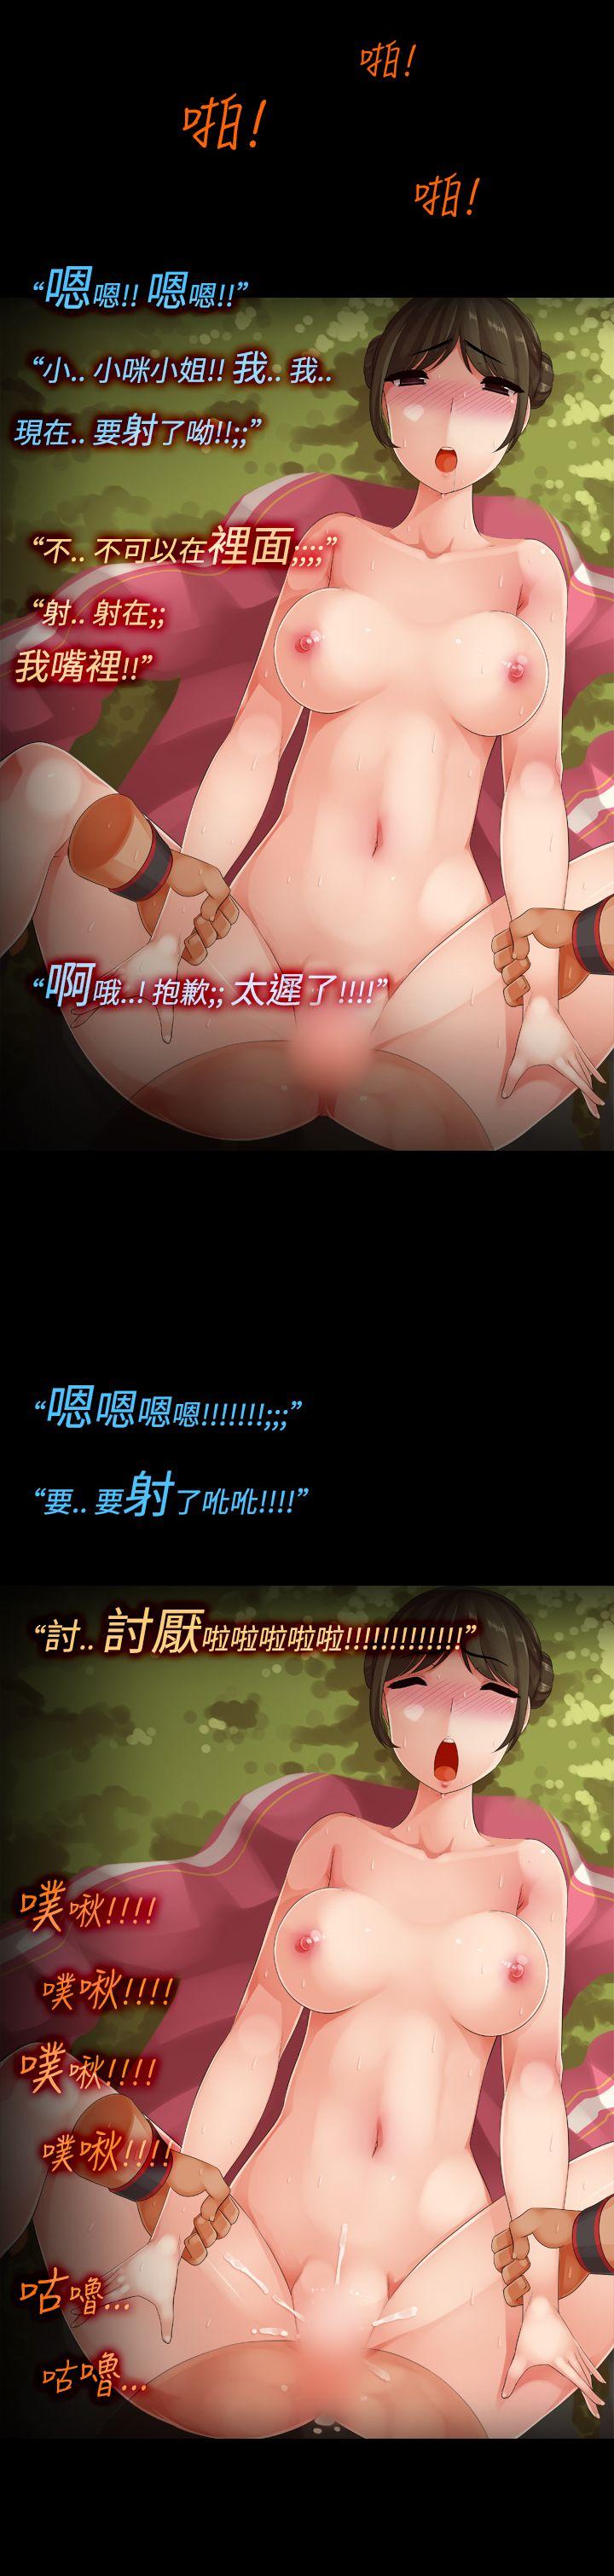 啪!
啪!
啪!
“嗯嗯!! 嗯嗯!!”
“小.. 小咪小姐!! 我.. 我..
現在.. 要射了呦!!;;”
“不.. 不可以在裡面;;;;”
“射.. 射在;;
我嘴裡!!”
“啊哦..! 抱歉;; 太遲了!!!!”
“嗯嗯嗯嗯!!!!!!!;;;”
“要.. 要射了吪吪!!!!”
“討.. 討厭啦啦啦啦啦!!!!!!!!!!!!!”
噗啾!!!!
噗啾!!!!
噗啾!!!!
噗啾!!!!
咕嚕...
咕嚕...